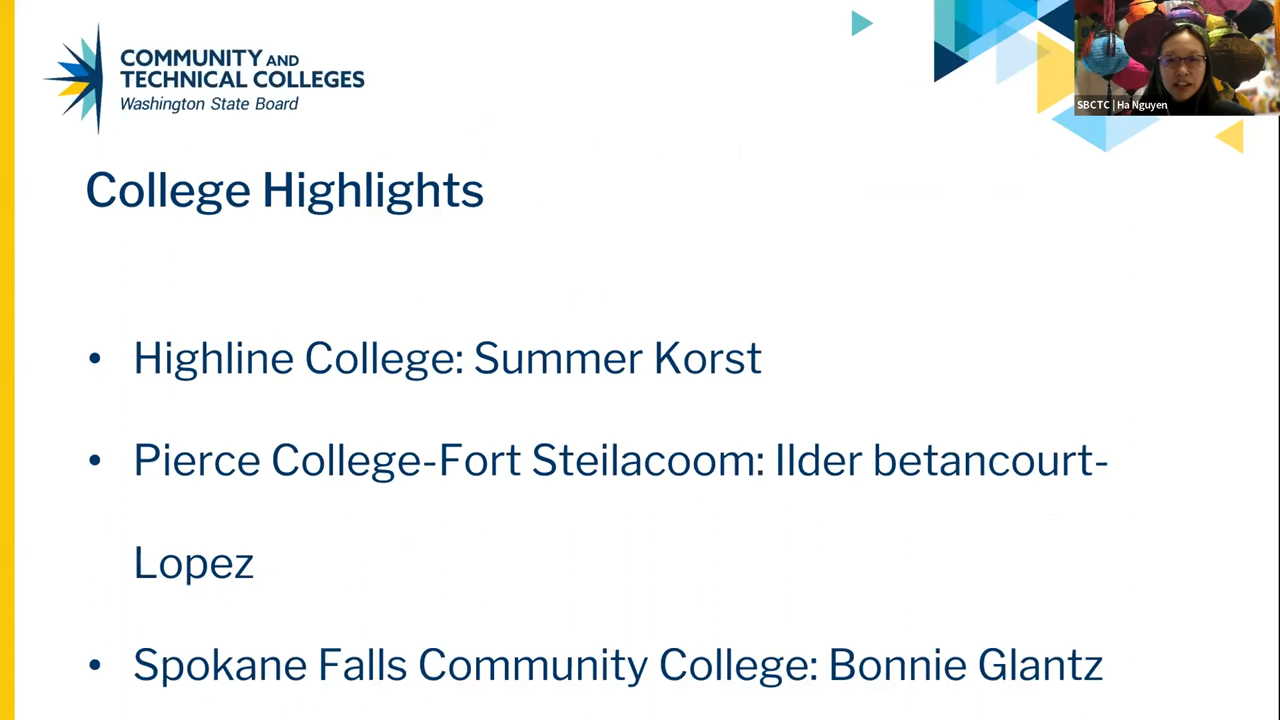 COMMUNITY AND
TECHNICAL COLLEGES
Washington State Board
SBCTC | Ha Nguyen
College Highlights
• Highline College: Summer Korst
• Pierce College-Fort Steilacoom: Ilder betancourt-
Lopez
• Spokane Falls Community College: Bonnie Glantz